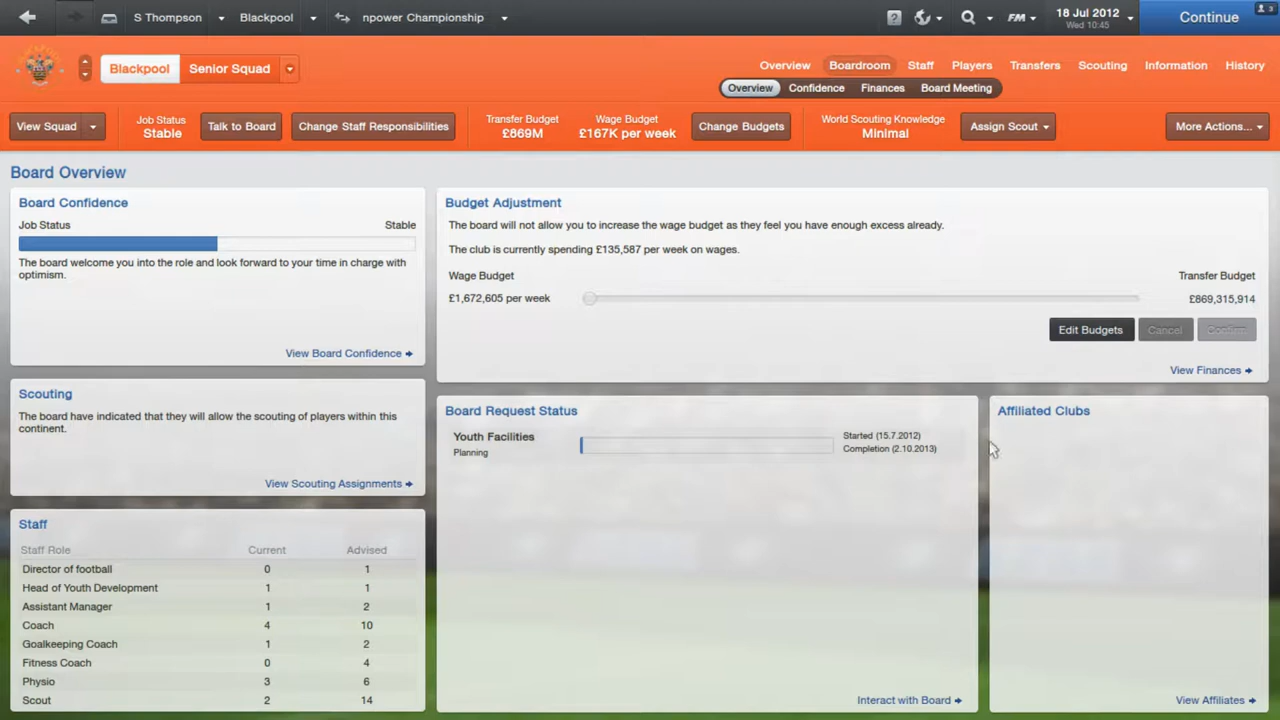 S Thompson Blackpool npower Championship
? FM 18 Jul 2012 Wed 10:45 Continue 3
Blackpool Senior Squad
Overview Boardroom Staff Players Transfers Scouting Information History
Overview Confidence Finances Board Meeting
View Squad Job Status Stable Talk to Board Change Staff Responsibilities Transfer Budget £869M Wage Budget £167K per week Change Budgets World Scouting Knowledge Minimal Assign Scout More Actions...
Board Overview
Board Confidence
Job Status Stable
The board welcome you into the role and look forward to your time in charge with
optimism.
View Board Confidence
Budget Adjustment
The board will not allow you to increase the wage budget as they feel you have enough excess already.
The club is currently spending £135,587 per week on wages.
Wage Budget Transfer Budget
£1,672,605 per week £869,315,914
Edit Budgets Cancel Confirm
View Finances
Scouting
The board have indicated that they will allow the scouting of players within this
continent.
View Scouting Assignments
Board Request Status
Youth Facilities
Planning
Started (15.7.2012)
Completion (2.10.2013)
Interact with Board
Affiliated Clubs
View Affiliates
Staff
Staff Role Current Advised
Director of football 0 1
Head of Youth Development 1 1
Assistant Manager 1 2
Coach 4 10
Goalkeeping Coach 1 2
Fitness Coach 0 4
Physio 3 6
Scout 2 14